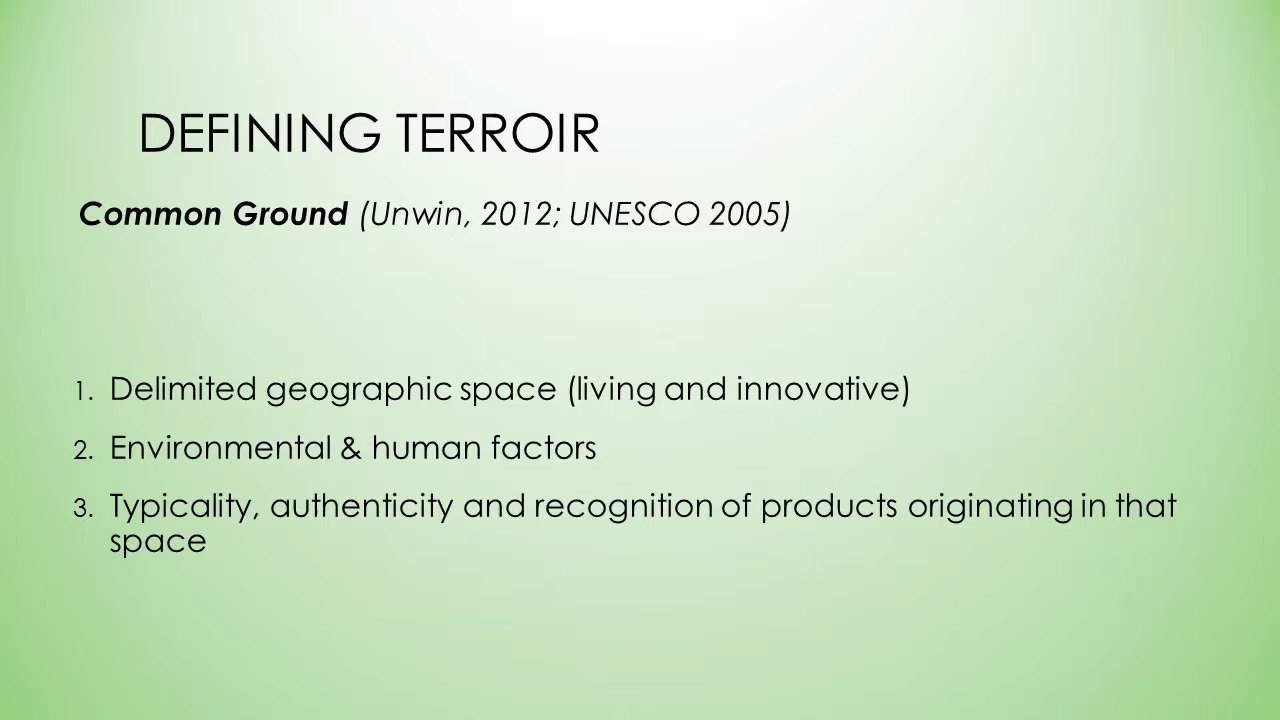 DEFINING TERROIR
Common Ground (Unwin, 2012; UNESCO 2005)
1. Delimited geographic space (living and innovative)
2. Environmental & human factors
3. Typicality, authenticity and recognition of products originating in that
space